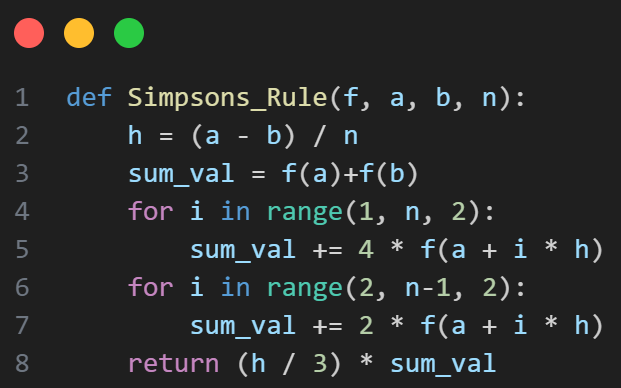 1 def Simpsons_Rule(f, a, b, n):
2     h = (a - b) / n
3     sum_val = f(a)+f(b)
4     for i in range(1, n, 2):
5         sum_val += 4 * f(a + i * h)
6     for i in range(2, n-1, 2):
7         sum_val += 2 * f(a + i * h)
8     return (h / 3) * sum_val